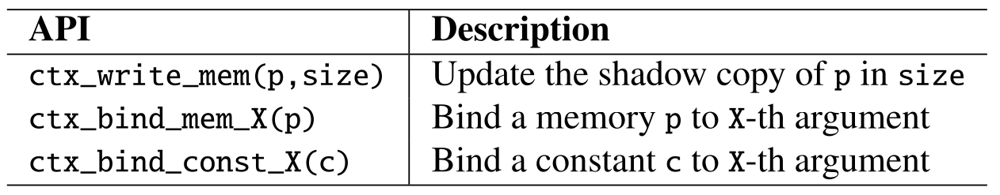 API Description
ctx_write_mem(p,size) Update the shadow copy of p in size
ctx_bind_mem_X(p) Bind a memory p to X-th argument
ctx_bind_const_X(c) Bind a constant c to X-th argument